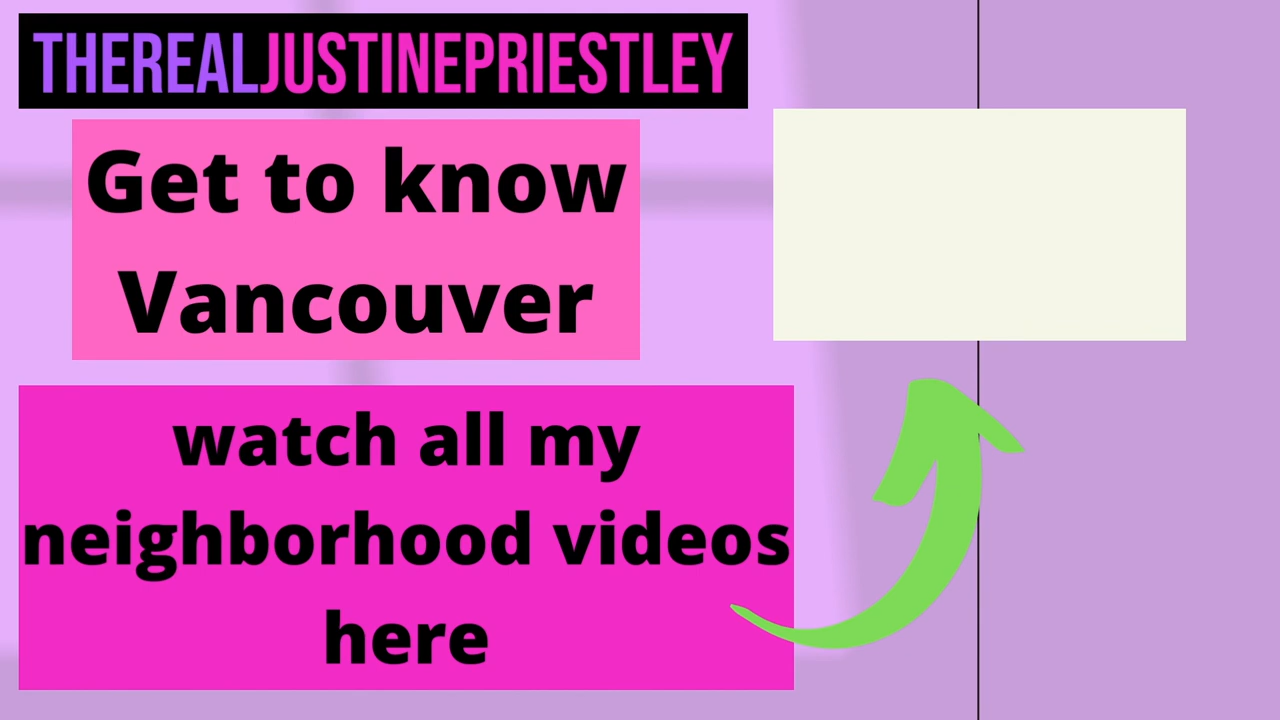 THEREALJUSTINEPRIESTLEY
Get to know
Vancouver
watch all my
neighborhood videos
here